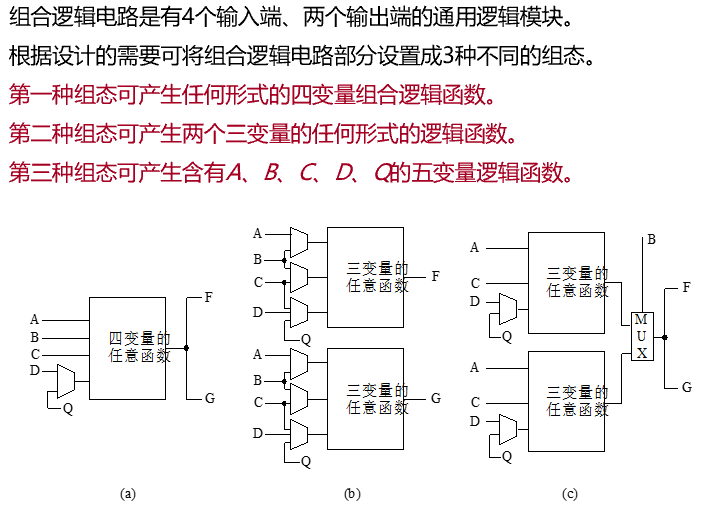 组合逻辑电路是有4个输入端、两个输出端的通用逻辑模块。
根据设计的需要可将组合逻辑电路部分设置成3种不同的组态。
第一种组态可产生任何形式的四变量组合逻辑函数。
第二种组态可产生两个三变量的任何形式的逻辑函数。
第三种组态可产生含有A、B、C、D、Q的五变量逻辑函数。
A
B
C
D
Q
四变量的
任意函数
F
G
(a)
A
B
C
D
Q
三变量的
任意函数
F
A
B
C
D
Q
三变量的
任意函数
G
(b)
A
C
D
Q
三变量的
任意函数
A
C
D
Q
三变量的
任意函数
B
M
U
X
F
G
(c)